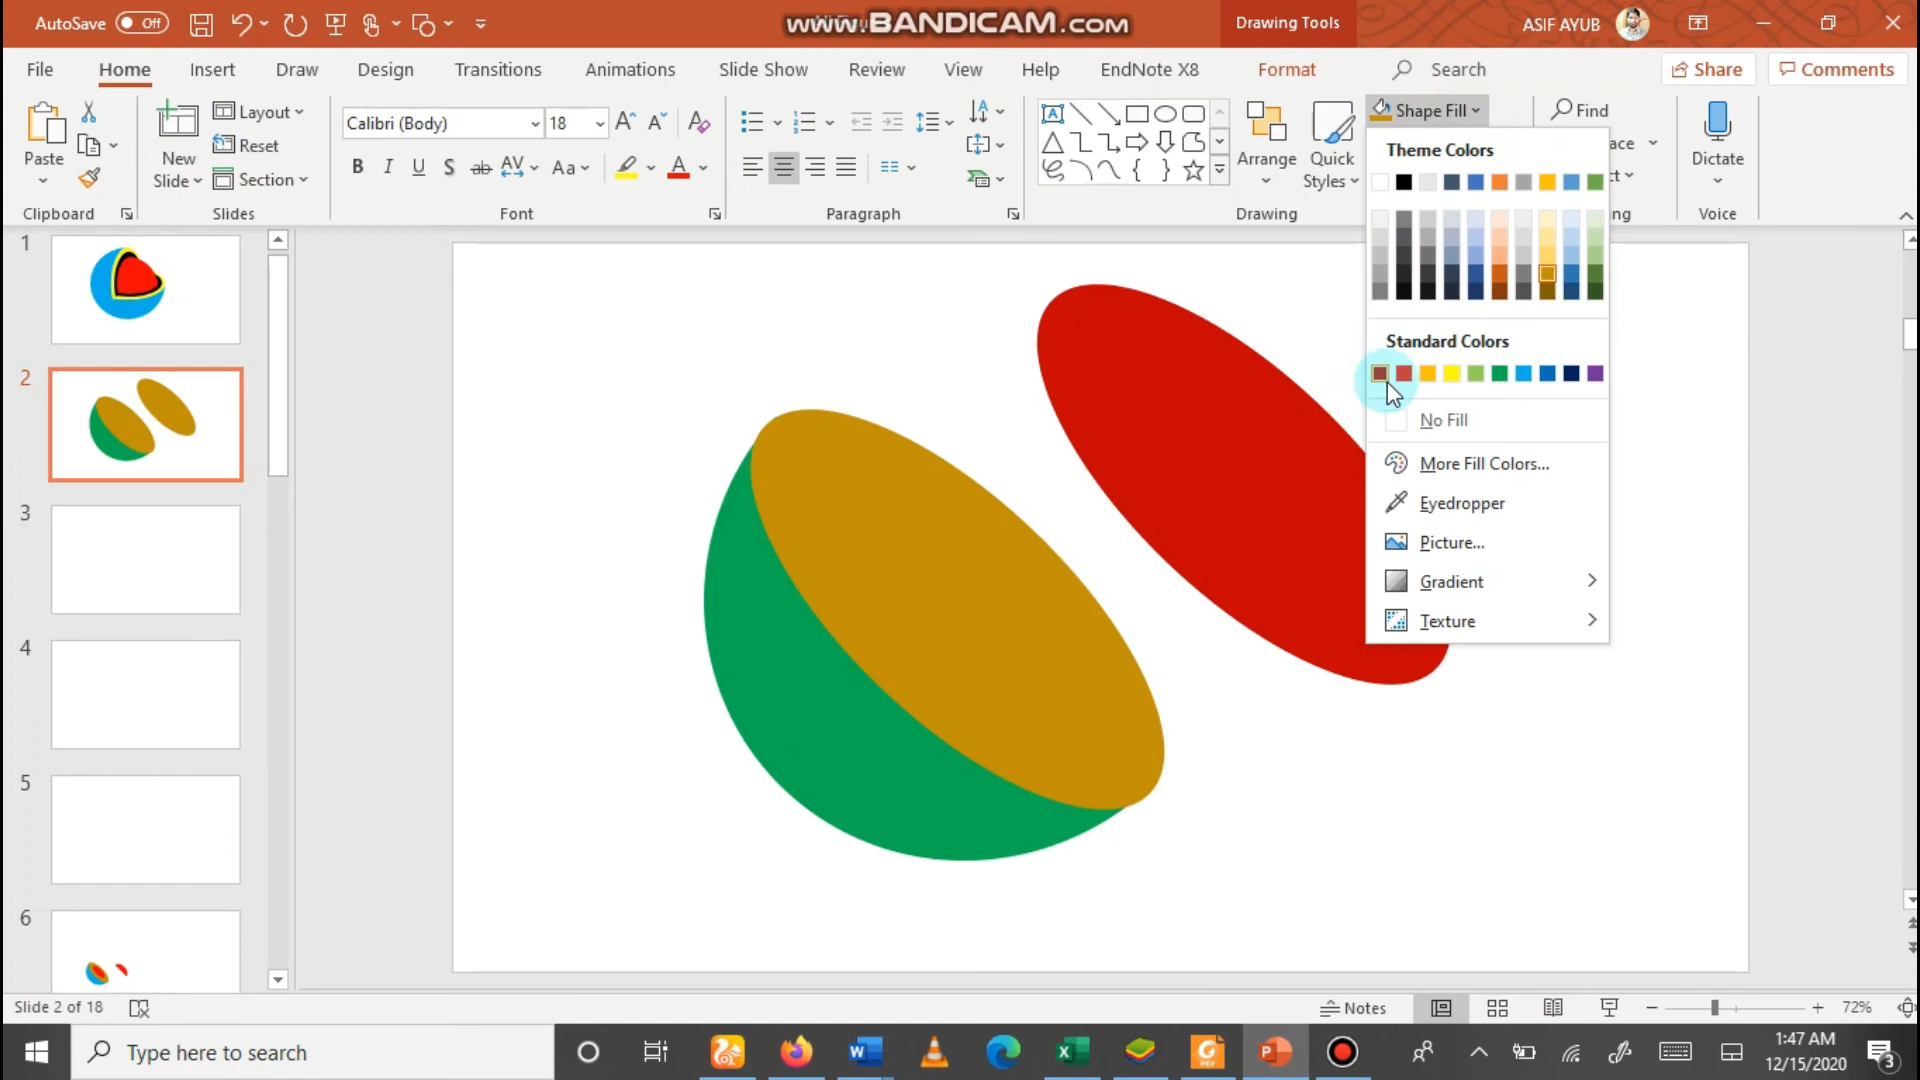 AutoSave Off
www.BANDICAM.com
Drawing Tools
ASIF AYUB
File Home Insert Draw Design Transitions Animations Slide Show Review View Help EndNote X8 Format Search Share Comments
Paste
New Slide
Layout
Reset
Section
Calibri (Body) 18
B I U S ab AV Aa A
Arrange
Quick Styles
Shape Fill
Find
Dictate
Clipboard Slides Font Paragraph Drawing Voice
Theme Colors
Standard Colors
No Fill
More Fill Colors...
Eyedropper
Picture...
Gradient
Texture
1
2
3
4
5
6
Slide 2 of 18
Notes
72%
Type here to search
1:47 AM
12/15/2020
3